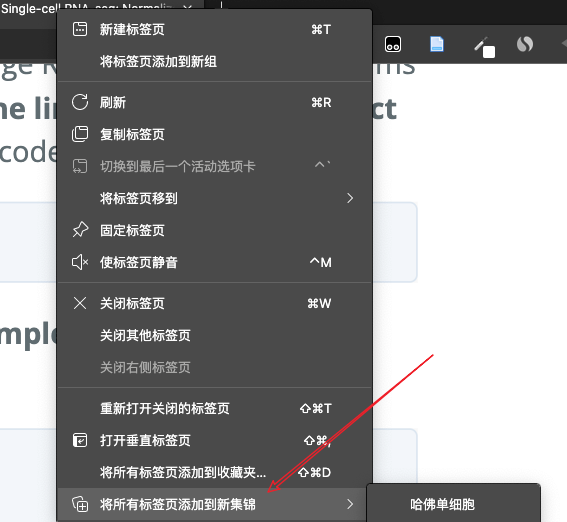 Single-cell RNA-seq: Normali
新建标签页 ⌘T
将标签页添加到新组
刷新 ⌘R
复制标签页
切换到最后一个活动选项卡 ^`
将标签页移到
固定标签页
使标签页静音 ^M
关闭标签页 ⌘W
关闭其他标签页
关闭右侧标签页
重新打开关闭的标签页 ⇧⌘T
打开垂直标签页 ⇧⌘,
将所有标签页添加到收藏夹... ⇧⌘D
将所有标签页添加到新集锦
哈佛单细胞
ge R
ms
he lin
ct
code
mple